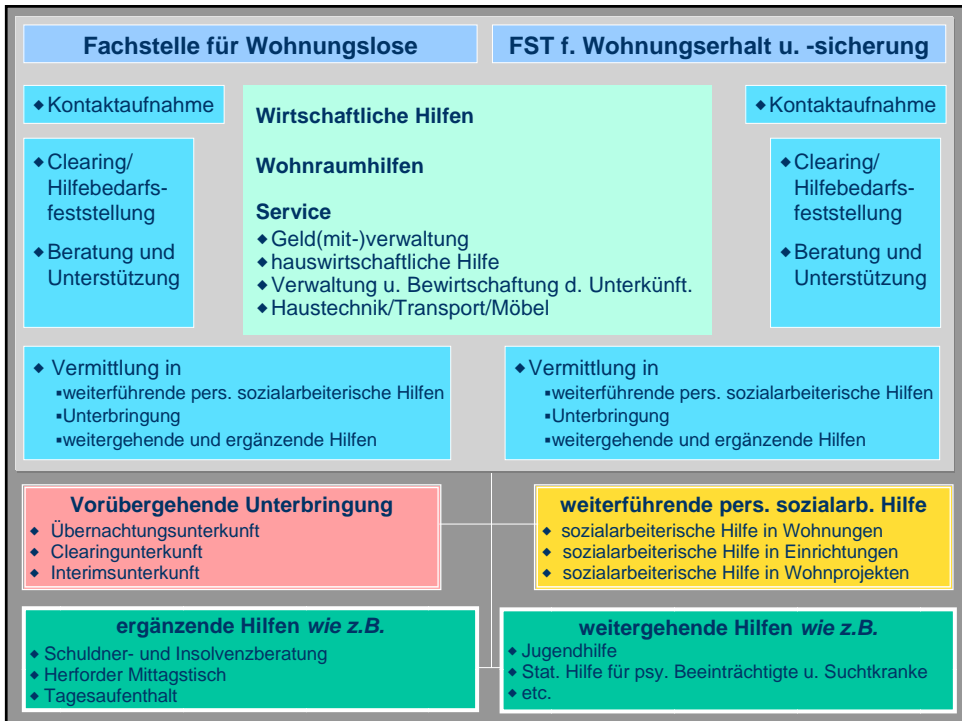 Fachstelle für Wohnungslose
FST f. Wohnungserhalt u. -sicherung
◆ Kontaktaufnahme
◆ Clearing/
Hilfebedarfs-
feststellung
◆ Beratung und
Unterstützung
Wirtschaftliche Hilfen
Wohnraumhilfen
Service
◆ Geld(mit-)verwaltung
◆ hauswirtschaftliche Hilfe
◆ Verwaltung u. Bewirtschaftung d. Unterkünft.
◆ Haustechnik/Transport/Möbel
◆ Kontaktaufnahme
◆ Clearing/
Hilfebedarfs-
feststellung
◆ Beratung und
Unterstützung
◆ Vermittlung in
▪weiterführende pers. sozialarbeiterische Hilfen
▪Unterbringung
▪weitergehende und ergänzende Hilfen
◆ Vermittlung in
▪weiterführende pers. sozialarbeiterische Hilfen
▪Unterbringung
▪weitergehende und ergänzende Hilfen
Vorübergehende Unterbringung
◆ Übernachtungsunterkunft
◆ Clearingunterkunft
◆ Interimsunterkunft
weiterführende pers. sozialarb. Hilfe
◆ sozialarbeiterische Hilfe in Wohnungen
◆ sozialarbeiterische Hilfe in Einrichtungen
◆ sozialarbeiterische Hilfe in Wohnprojekten
ergänzende Hilfen wie z.B.
◆ Schuldner- und Insolvenzberatung
◆ Herforder Mittagstisch
◆ Tagesaufenthalt
weitergehende Hilfen wie z.B.
◆ Jugendhilfe
◆ Stat. Hilfe für psy. Beeinträchtigte u. Suchtkranke
◆ etc.